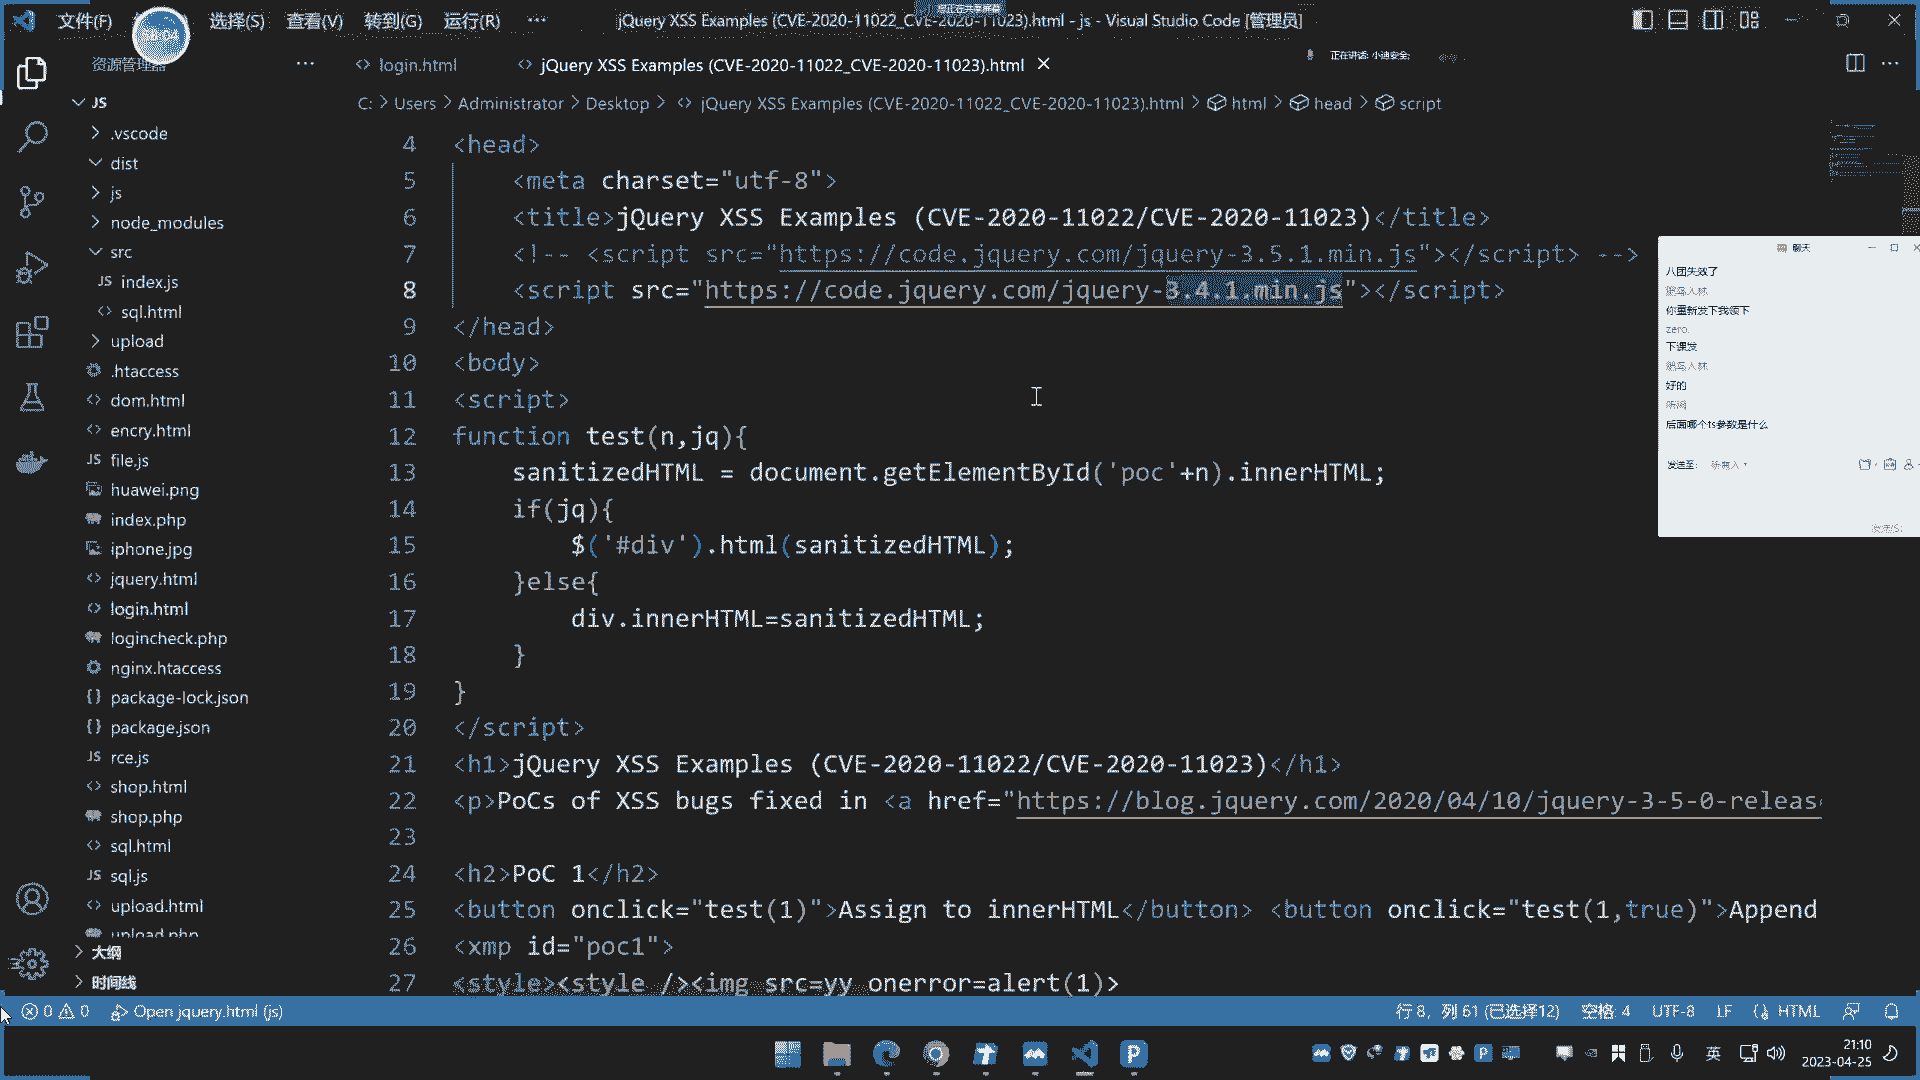 文件(F)
选择(S)
查看(V)
转到(G)
运行(R)
···
jQuery XSS Examples (CVE-2020-11022_CVE-2020-11023).html - js - Visual Studio Code [管理员]
资源管理器
···
login.html
jQuery XSS Examples (CVE-2020-11022_CVE-2020-11023).html
正在讲话: 小迪安全;
C: > Users > Administrator > Desktop > jQuery XSS Examples (CVE-2020-11022_CVE-2020-11023).html > html > head > script
JS
.vscode
dist
js
node_modules
src
JS index.js
sql.html
upload
.htaccess
dom.html
encry.html
JS file.js
huawei.png
index.php
iphone.jpg
jquery.html
login.html
logincheck.php
nginx.htaccess
{} package-lock.json
{} package.json
JS rce.js
shop.html
shop.php
sql.html
JS sql.js
upload.html
upload.php
大纲
时间线
4 <head>
5 <meta charset="utf-8">
6 <title>jQuery XSS Examples (CVE-2020-11022/CVE-2020-11023)</title>
7 <!-- <script src="https://code.jquery.com/jquery-3.5.1.min.js"></script> -->
8 <script src="https://code.jquery.com/jquery-3.4.1.min.js"></script>
9 </head>
10 <body>
11 <script>
12 function test(n,jq){
13 sanitizedHTML = document.getElementById('poc'+n).innerHTML;
14 if(jq){
15 $('#div').html(sanitizedHTML);
16 }else{
17 div.innerHTML=sanitizedHTML;
18 }
19 }
20 </script>
21 <h1>jQuery XSS Examples (CVE-2020-11022/CVE-2020-11023)</h1>
22 <p>PoCs of XSS bugs fixed in <a href="https://blog.jquery.com/2020/04/10/jquery-3-5-0-releas
23
24 <h2>PoC 1</h2>
25 <button onclick="test(1)">Assign to innerHTML</button> <button onclick="test(1,true)">Append
26 <xmp id="poc1">
27 <style><style /><img src=yy onerror=alert(1)>
聊天
八团失效了
你重新发下我领下
zero.
下课发
好的
后面哪个ts参数是什么
发送至:
0 0
Open jquery.html (js)
行 8，列 61 (已选择12)
空格: 4
UTF-8
LF
HTML
英
21:10
2023-04-25